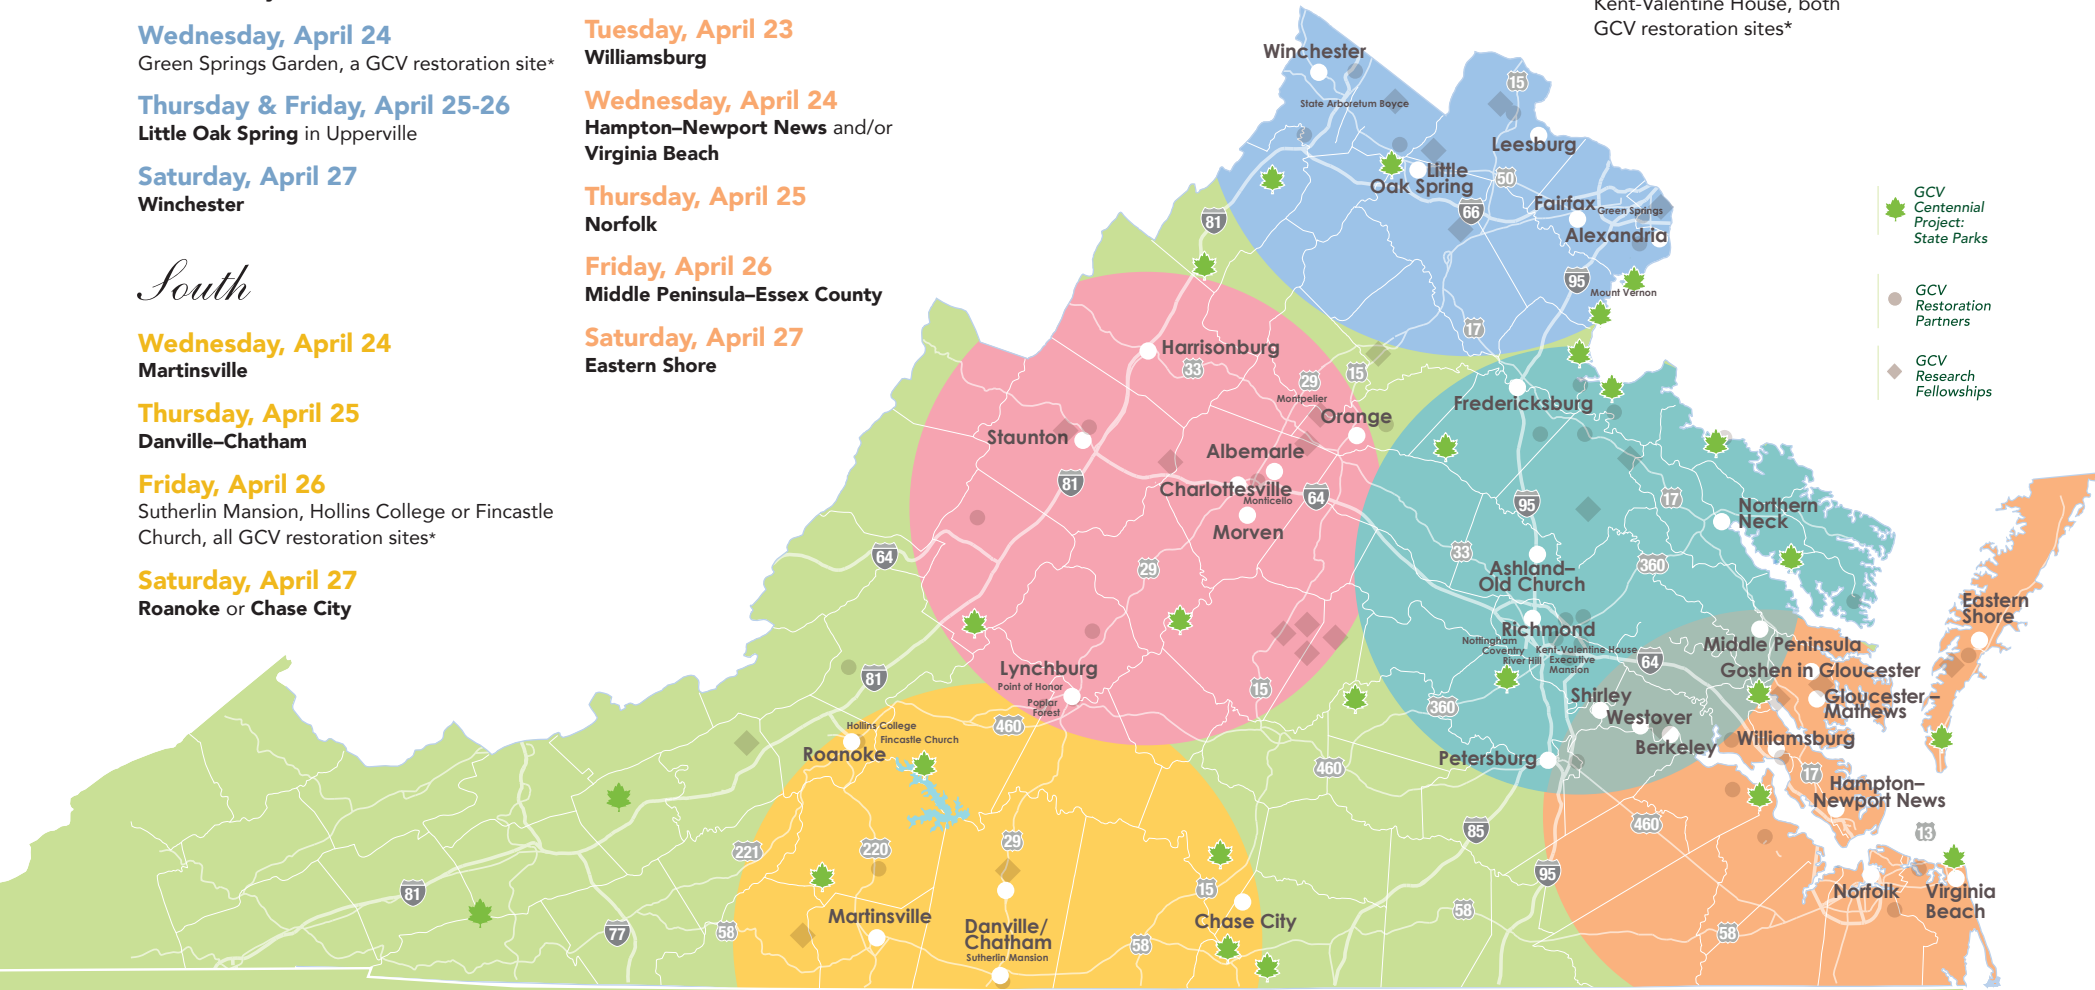 Wednesday, April 24
Green Springs Garden, a GCV restoration site*
Thursday & Friday, April 25-26
Little Oak Spring in Upperville
Saturday, April 27
Winchester
South
Wednesday, April 24
Martinsville
Thursday, April 25
Danville–Chatham
Friday, April 26
Sutherlin Mansion, Hollins College or Fincastle
Church, all GCV restoration sites*
Saturday, April 27
Roanoke or Chase City
Tuesday, April 23
Williamsburg
Wednesday, April 24
Hampton–Newport News and/or
Virginia Beach
Thursday, April 25
Norfolk
Friday, April 26
Middle Peninsula–Essex County
Saturday, April 27
Eastern Shore
Kent-Valentine House, both
GCV restoration sites*
GCV
Centennial
Project:
State Parks
GCV
Restoration
Partners
GCV
Research
Fellowships
Winchester
State Arboretum Boyce
15
Leesburg
Little
Oak Spring
50
Fairfax
Green Springs
66
Alexandria
81
95
Mount Vernon
17
Harrisonburg
33
29
15
Montpelier
Orange
Fredericksburg
Staunton
Albemarle
81
Charlottesville
Monticello
64
Morven
95
17
Northern
Neck
64
29
33
Ashland–
Old Church
360
Eastern
Shore
Richmond
Nottingham
Coventry
River Hill
Kent-Valentine House
Executive
Mansion
64
Middle Peninsula
Goshen in Gloucester
Lynchburg
Point of Honor
Poplar
Forest
81
15
360
Shirley
Westover
Berkeley
Gloucester –
Mathews
Williamsburg
Hollins College
Fincastle Church
Roanoke
460
Petersburg
460
17
Hampton–
Newport News
13
221
220
29
85
460
81
15
95
Norfolk
Virginia
Beach
77
58
Martinsville
Danville/
Chatham
Sutherlin Mansion
58
Chase City
58
58